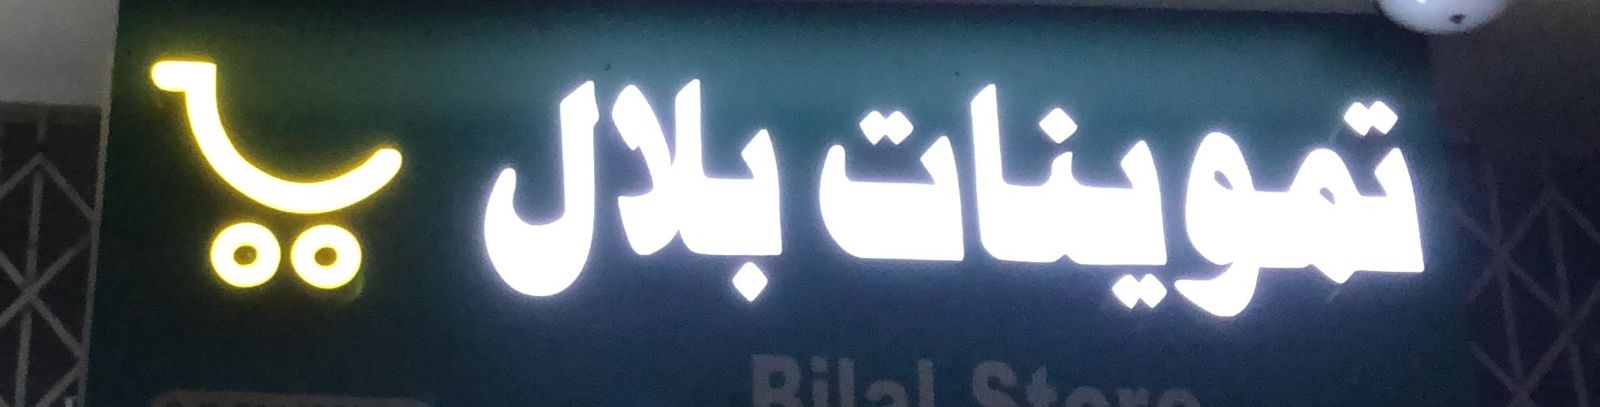 تموينات بلال
Bilal Store